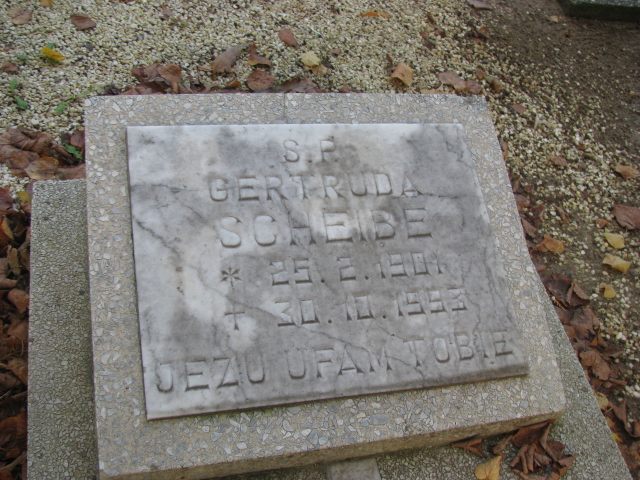 S.P.
GERTRUDA
SCHEIBE
* 25.2.1901
+ 30.10.1993
JEZU UFAM TOBIE